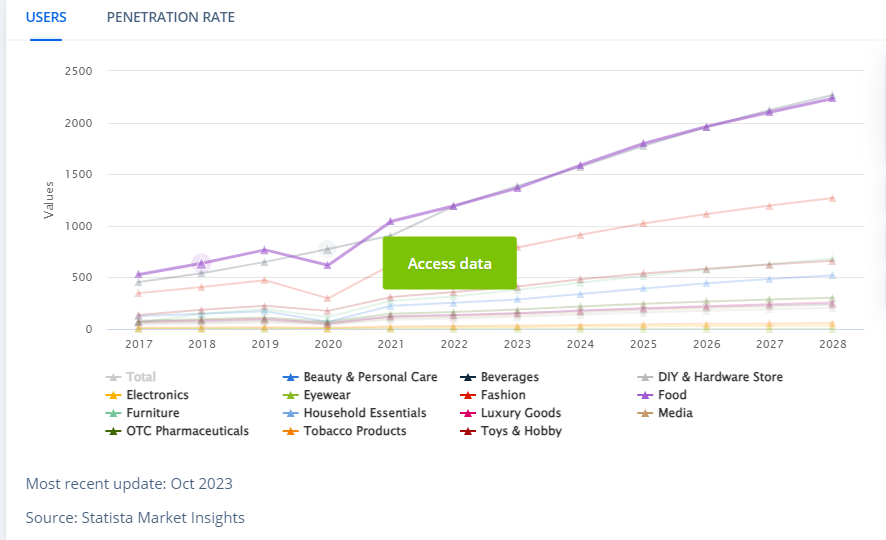 USERS PENETRATION RATE
2500
2000
1500
1000
500
0
Values
Access data
2017 2018 2019 2020 2021 2022 2023 2024 2025 2026 2027 2028
Total Beauty & Personal Care Beverages DIY & Hardware Store
Electronics Eyewear Fashion Food
Furniture Household Essentials Luxury Goods Media
OTC Pharmaceuticals Tobacco Products Toys & Hobby
Most recent update: Oct 2023
Source: Statista Market Insights